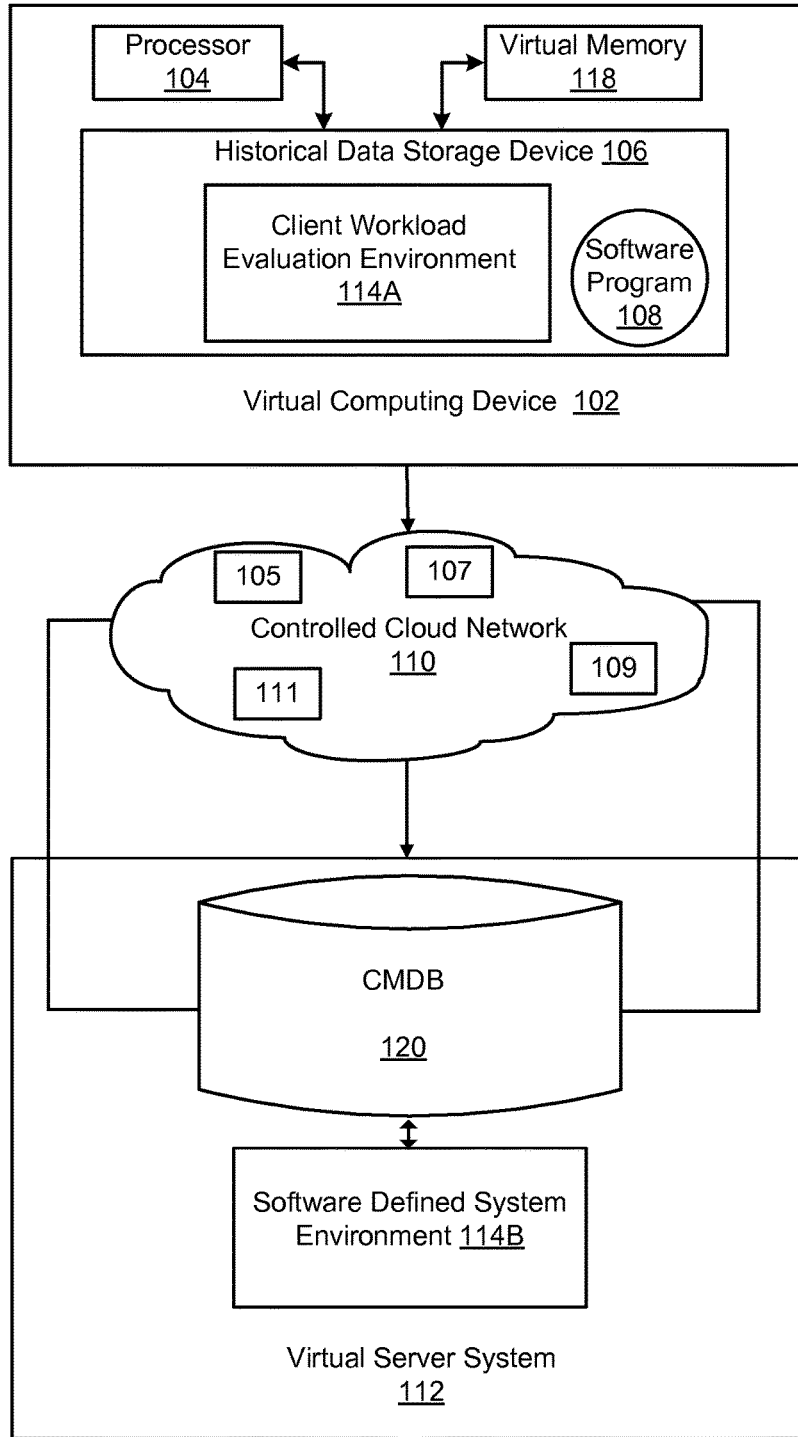 Processor
104
Virtual Memory
118
Historical Data Storage Device 106
Client Workload
Evaluation Environment
114A
Software
Program
108
Virtual Computing Device 102
105
107
Controlled Cloud Network
110
109
111
CMDB
120
Software Defined System
Environment 114B
Virtual Server System
112